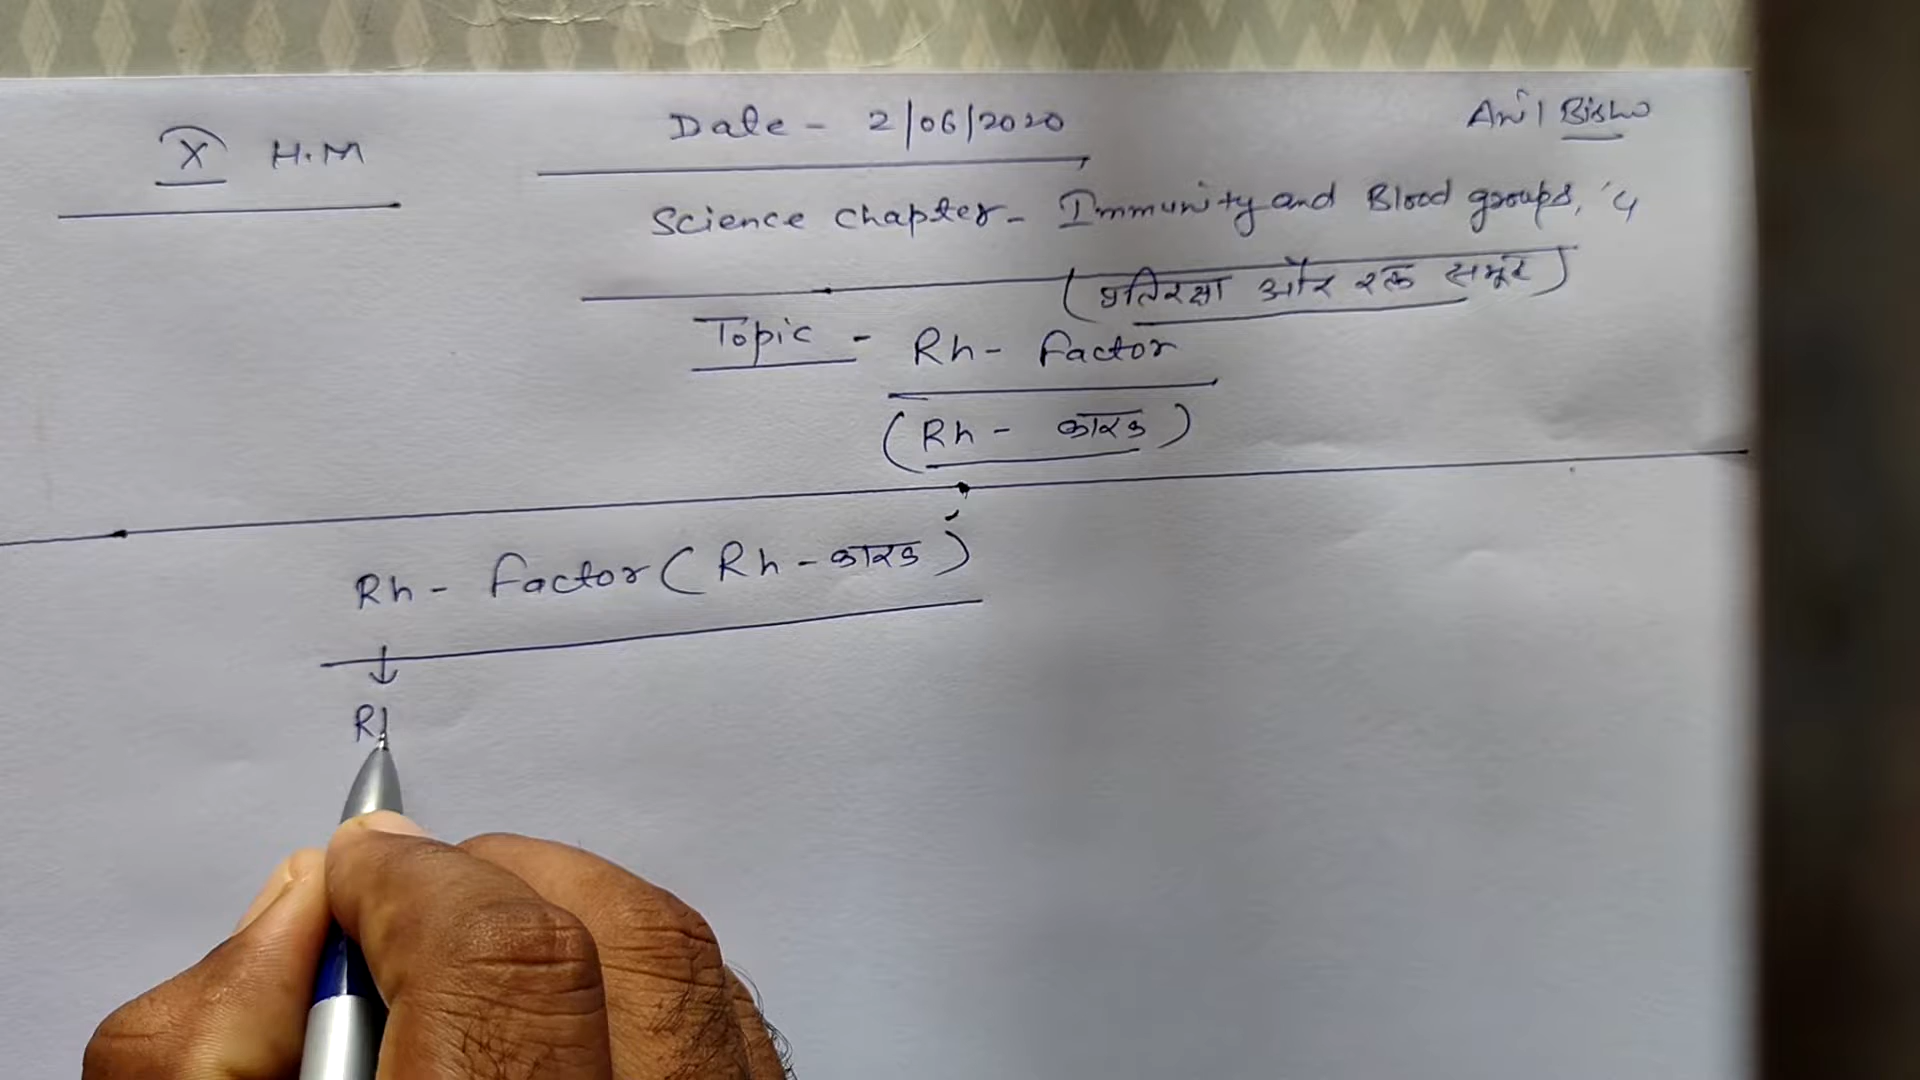 X H.M
Date - 2/06/2020
Anil Bisho
Science Chapter - Immunity and Blood groups, '4
(प्रतिरक्षा और रक्त समूह)
Topic - Rh - factor
(Rh - कारक)
Rh - factor (Rh - कारक)
R